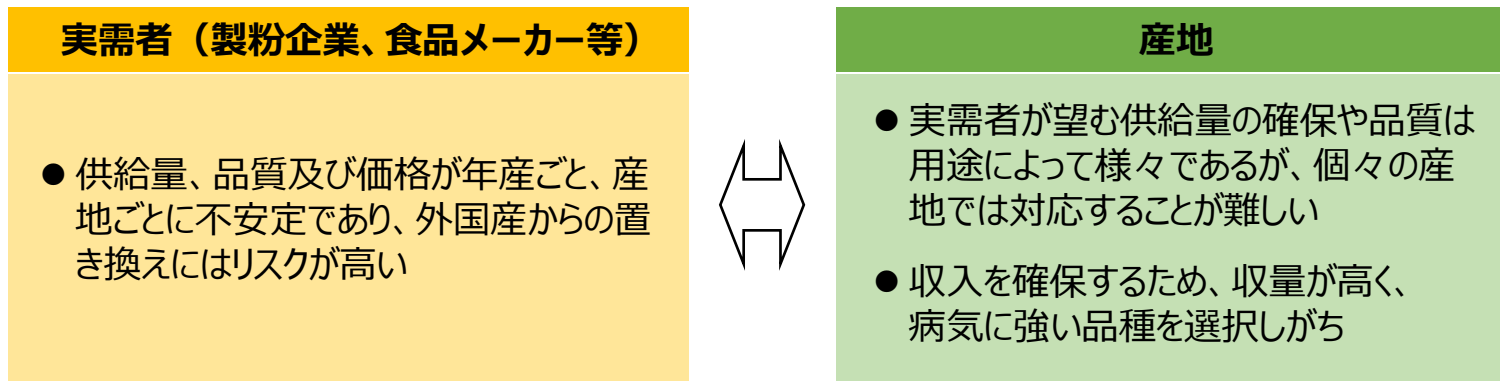 実需者（製粉企業、食品メーカー等）
● 供給量、品質及び価格が年産ごと、産
地ごとに不安定であり、外国産からの置
き換えにはリスクが高い
産地
● 実需者が望む供給量の確保や品質は
用途によって様々であるが、個々の産
地では対応することが難しい
● 収入を確保するため、収量が高く、
病気に強い品種を選択しがち